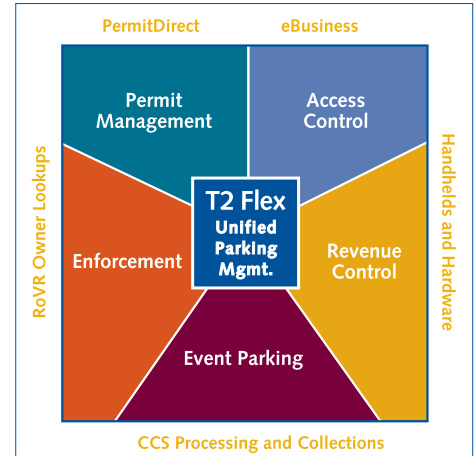 PermitDirect
eBusiness
Permit
Management
Access
Control
RoVR Owner Lookups
Handhelds and Hardware
T2 Flex
Unified
Parking
Mgmt.
Enforcement
Revenue
Control
Event Parking
CCS Processing and Collections